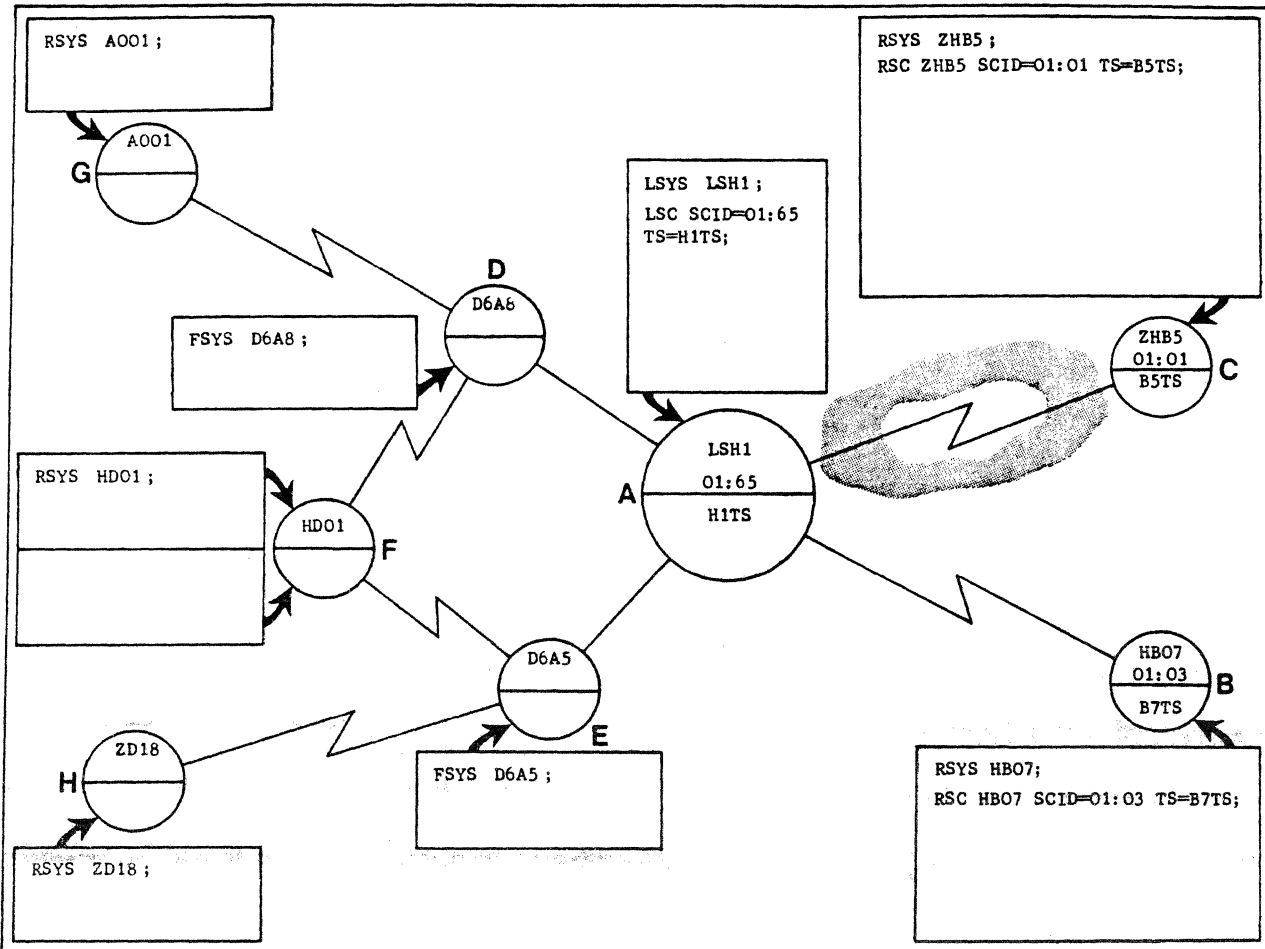 RSYS A001;
A001
G
RSYS ZHB5;
RSC ZHB5 SCID=01:01 TS=B5TS;
LSYS LSH1;
LSC SCID=01:65
TS=H1TS;
D
D6A8
FSYS D6A8;
ZHB5
01:01
B5TS
C
LSH1
01:65
H1TS
A
RSYS HD01;
HD01
F
D6A5
E
HB07
01:03
B7TS
B
ZD18
H
FSYS D6A5;
RSYS HB07;
RSC HB07 SCID=01:03 TS=B7TS;
RSYS ZD18;